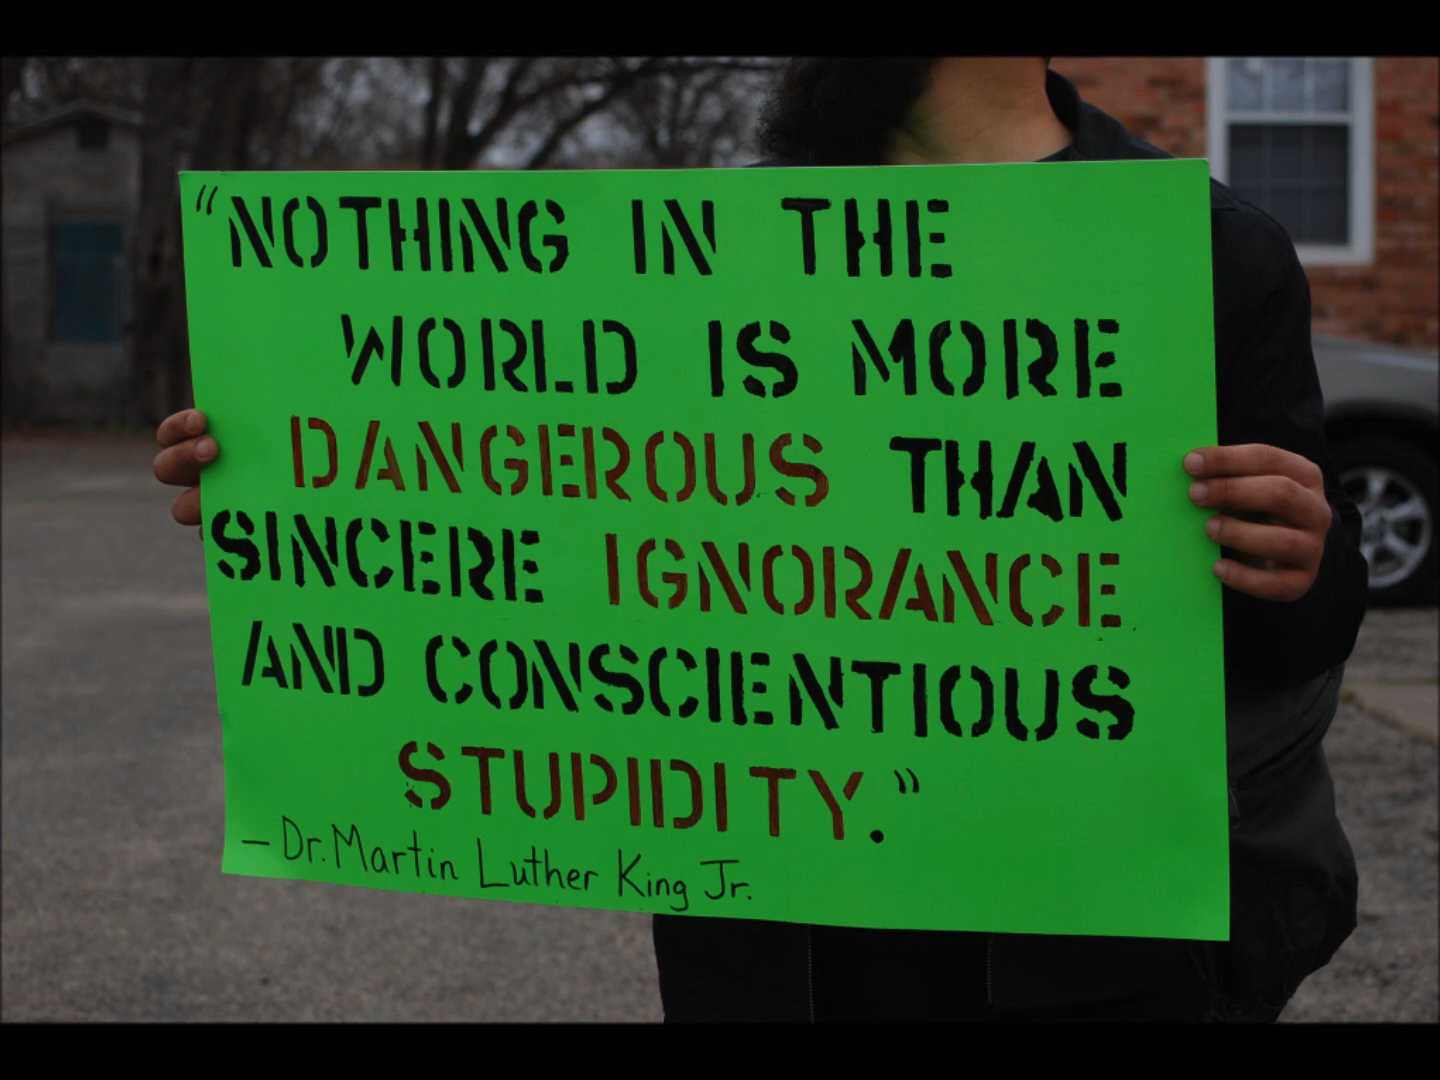 "NOTHING IN THE
WORLD IS MORE
DANGEROUS THAN
SINCERE IGNORANCE
AND CONSCIENTIOUS
STUPIDITY."
- Dr. Martin Luther King Jr.